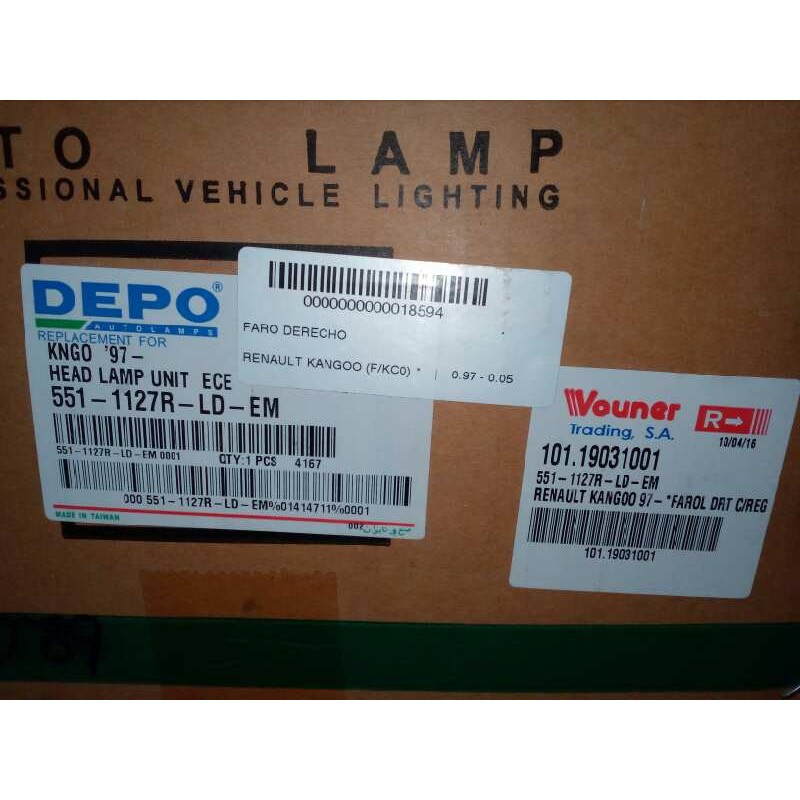 TO LAMP
SSIONAL VEHICLE LIGHTING
DEPO®
AUTOLAMPS
REPLACEMENT FOR
KNGO '97-
HEAD LAMP UNIT ECE
551-1127R-LD-EM
551-1127R-LD-EM 0001 QTY:1 PCS 4167
000 551-1127R-LD-EM%01414711%0001
MADE IN TAIWAN
0000000000018594
FARO DERECHO
RENAULT KANGOO (F/KC0) * | 0.97 - 0.05
Vouner
Trading, S.A.
R
13/04/16
101.19031001
551-1127R-LD-EM
RENAULT KANGOO 97- *FAROL DRT C/REG
101.19031001